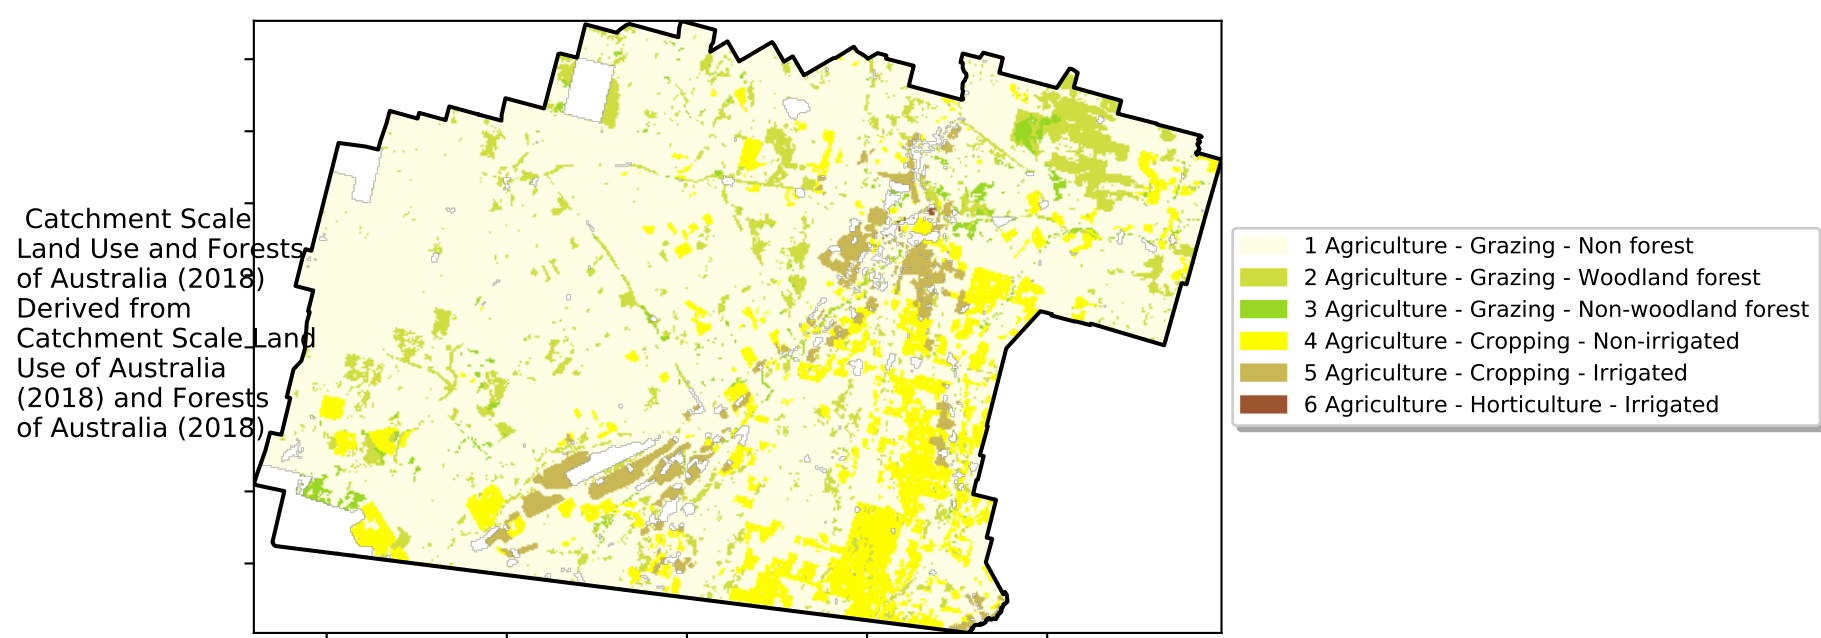 Catchment Scale
Land Use and Forests
of Australia (2018)
Derived from
Catchment Scale Land
Use of Australia
(2018) and Forests
of Australia (2018)
1 Agriculture - Grazing - Non forest
2 Agriculture - Grazing - Woodland forest
3 Agriculture - Grazing - Non-woodland forest
4 Agriculture - Cropping - Non-irrigated
5 Agriculture - Cropping - Irrigated
6 Agriculture - Horticulture - Irrigated